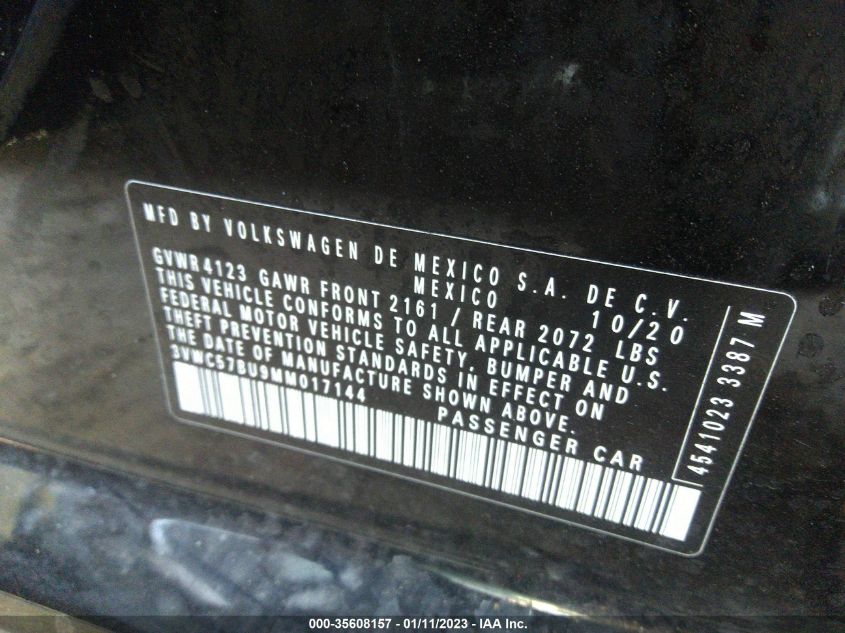 MFD BY VOLKSWAGEN DE MEXICO S.A. DE C.V.
MEXICO 10/20
GVWR4123 GAWR FRONT 2161 / REAR 2072 LBS
THIS VEHICLE CONFORMS TO ALL APPLICABLE U.S.
FEDERAL MOTOR VEHICLE SAFETY, BUMPER AND
THEFT PREVENTION STANDARDS IN EFFECT ON
THE DATE OF MANUFACTURE SHOWN ABOVE.
3VWC57BU9MM017144 PASSENGER CAR
4541023 3387 M
000-35608157 - 01/11/2023 - IAA Inc.